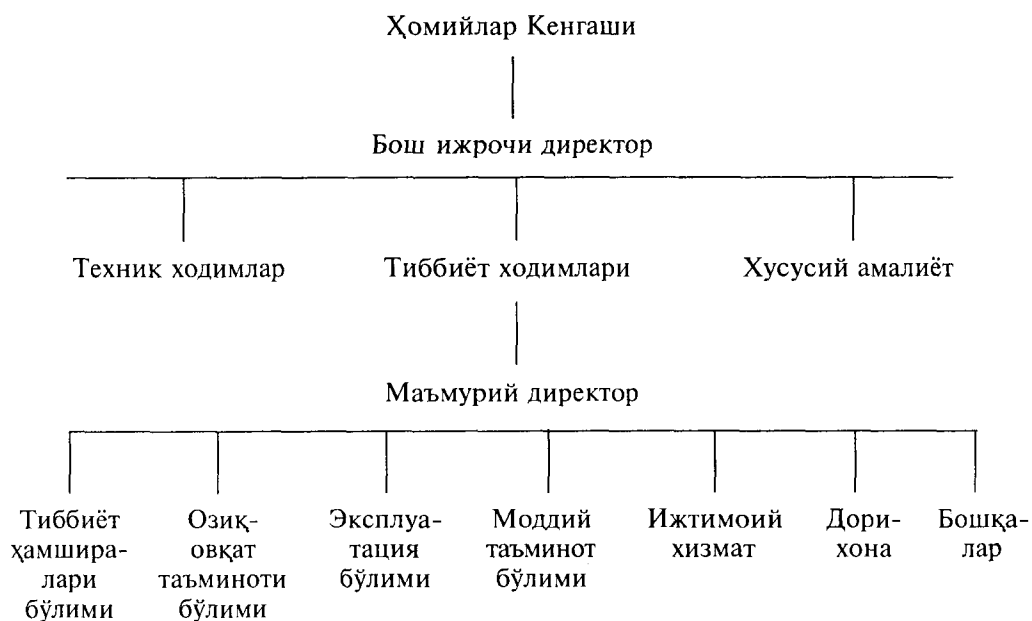 Ҳомийлар Кенгаши
Бош ижрочи директор
Техник ходимлар
Тиббиёт ходимлари
Хусусий амалиёт
Маъмурий директор
Тиббиёт
ҳамшира-
лари
бўлими
Озиқ-
овқат
таъминоти
бўлими
Эксплуа-
тация
бўлими
Моддий
таъминот
бўлими
Ижтимоий
хизмат
Дори-
хона
Бошқа-
лар